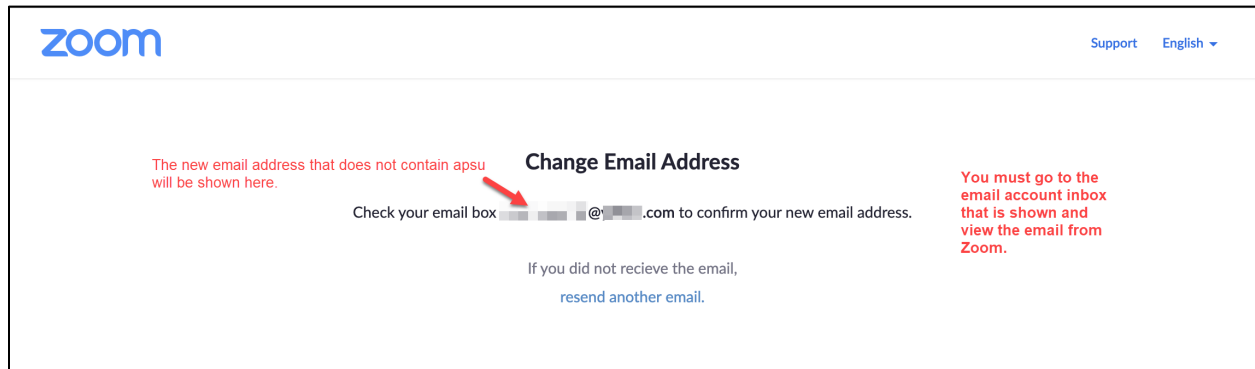 zoom
Support English
The new email address that does not contain apsu
will be shown here.
Change Email Address
You must go to the
email account inbox
that is shown and
view the email from
Zoom.
Check your email box @ .com to confirm your new email address.
If you did not recieve the email,
resend another email.